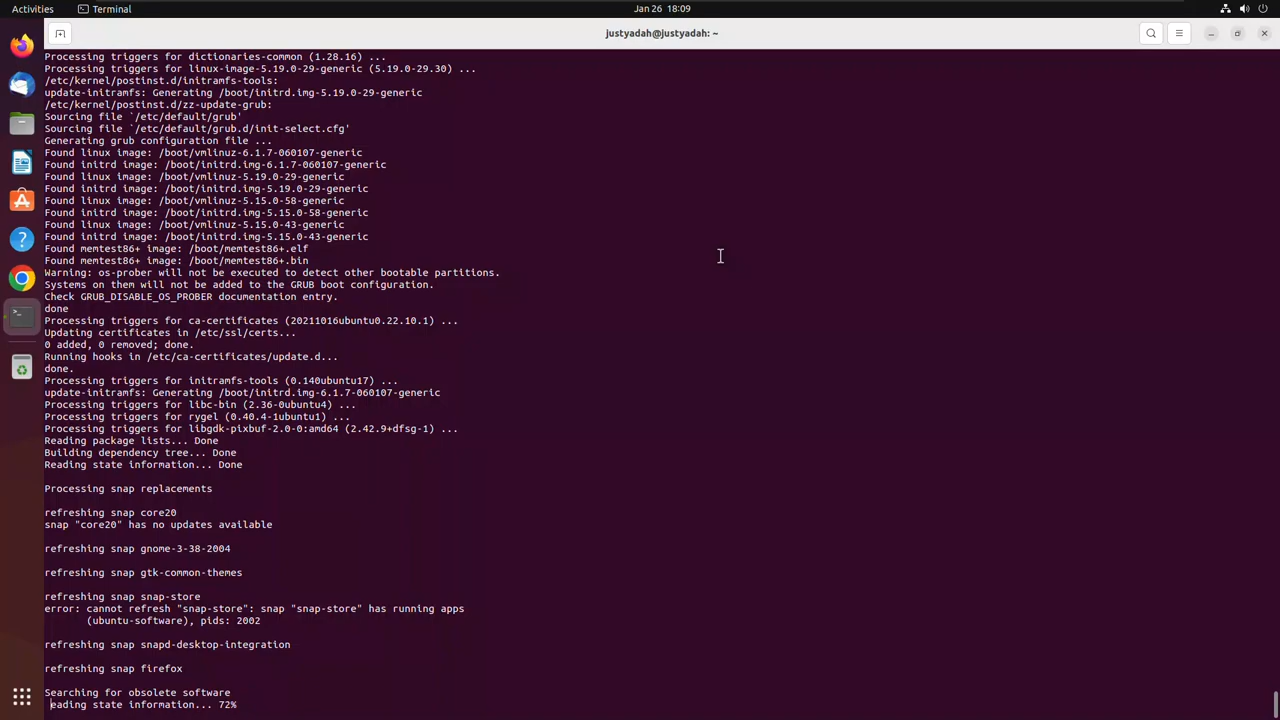 Activities
Terminal
Jan 26 18:09
justyadah@justyadah: ~
Processing triggers for dictionaries-common (1.28.16) ...
Processing triggers for linux-image-5.19.0-29-generic (5.19.0-29.30) ...
/etc/kernel/postinst.d/initramfs-tools:
update-initramfs: Generating /boot/initrd.img-5.19.0-29-generic
/etc/kernel/postinst.d/zz-update-grub:
Sourcing file `/etc/default/grub'
Sourcing file `/etc/default/grub.d/init-select.cfg'
Generating grub configuration file ...
Found linux image: /boot/vmlinuz-6.1.7-060107-generic
Found initrd image: /boot/initrd.img-6.1.7-060107-generic
Found linux image: /boot/vmlinuz-5.19.0-29-generic
Found initrd image: /boot/initrd.img-5.19.0-29-generic
Found linux image: /boot/vmlinuz-5.15.0-58-generic
Found initrd image: /boot/initrd.img-5.15.0-58-generic
Found linux image: /boot/vmlinuz-5.15.0-43-generic
Found initrd image: /boot/initrd.img-5.15.0-43-generic
Found memtest86+ image: /boot/memtest86+.elf
Found memtest86+ image: /boot/memtest86+.bin
Warning: os-prober will not be executed to detect other bootable partitions.
Systems on them will not be added to the GRUB boot configuration.
Check GRUB_DISABLE_OS_PROBER documentation entry.
done
Processing triggers for ca-certificates (20211016ubuntu0.22.10.1) ...
Updating certificates in /etc/ssl/certs...
0 added, 0 removed; done.
Running hooks in /etc/ca-certificates/update.d...
done.
Processing triggers for initramfs-tools (0.140ubuntu17) ...
update-initramfs: Generating /boot/initrd.img-6.1.7-060107-generic
Processing triggers for libc-bin (2.36-0ubuntu4) ...
Processing triggers for rygel (0.40.4-1ubuntu1) ...
Processing triggers for libgdk-pixbuf-2.0-0:amd64 (2.42.9+dfsg-1) ...
Reading package lists... Done
Building dependency tree... Done
Reading state information... Done
Processing snap replacements
refreshing snap core20
snap "core20" has no updates available
refreshing snap gnome-3-38-2004
refreshing snap gtk-common-themes
refreshing snap snap-store
error: cannot refresh "snap-store": snap "snap-store" has running apps
(ubuntu-software), pids: 2002
refreshing snap snapd-desktop-integration
refreshing snap firefox
Searching for obsolete software
eading state information... 72%